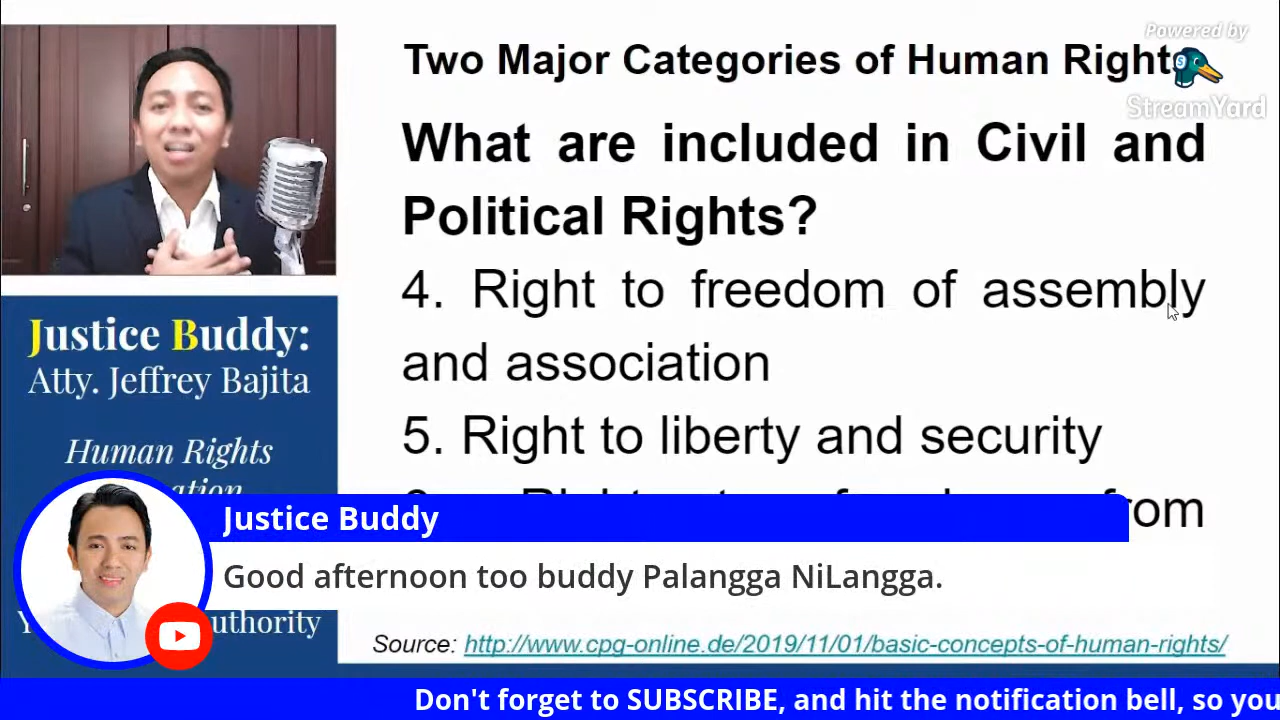 Powered by
StreamYard
Two Major Categories of Human Rights
What are included in Civil and
Political Rights?
4. Right to freedom of assembly
and association
5. Right to liberty and security
from
Source: http://www.cpg-online.de/2019/11/01/basic-concepts-of-human-rights/
Justice Buddy:
Atty. Jeffrey Bajita
Human Rights
Justice Buddy
Good afternoon too buddy Palangga NiLangga.
Don't forget to SUBSCRIBE, and hit the notification bell, so you